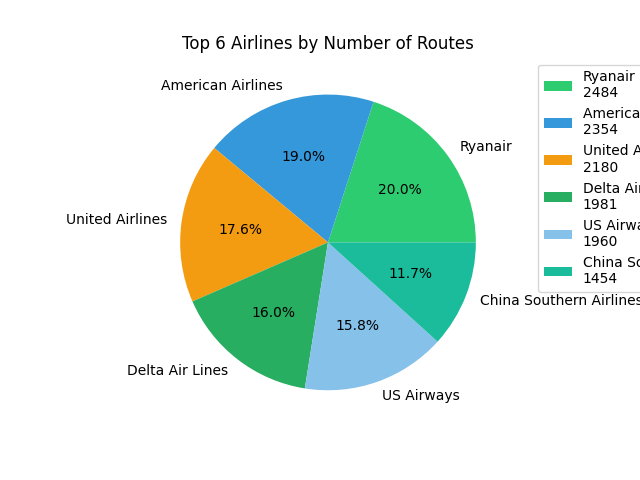 Top 6 Airlines by Number of Routes
American Airlines
Ryanair
United Airlines
Delta Air Lines
US Airways
China Southern Airlines
19.0%
20.0%
17.6%
16.0%
15.8%
11.7%
Ryanair
2484
American
2354
United A
2180
Delta Air
1981
US Airways
1960
China So
1454